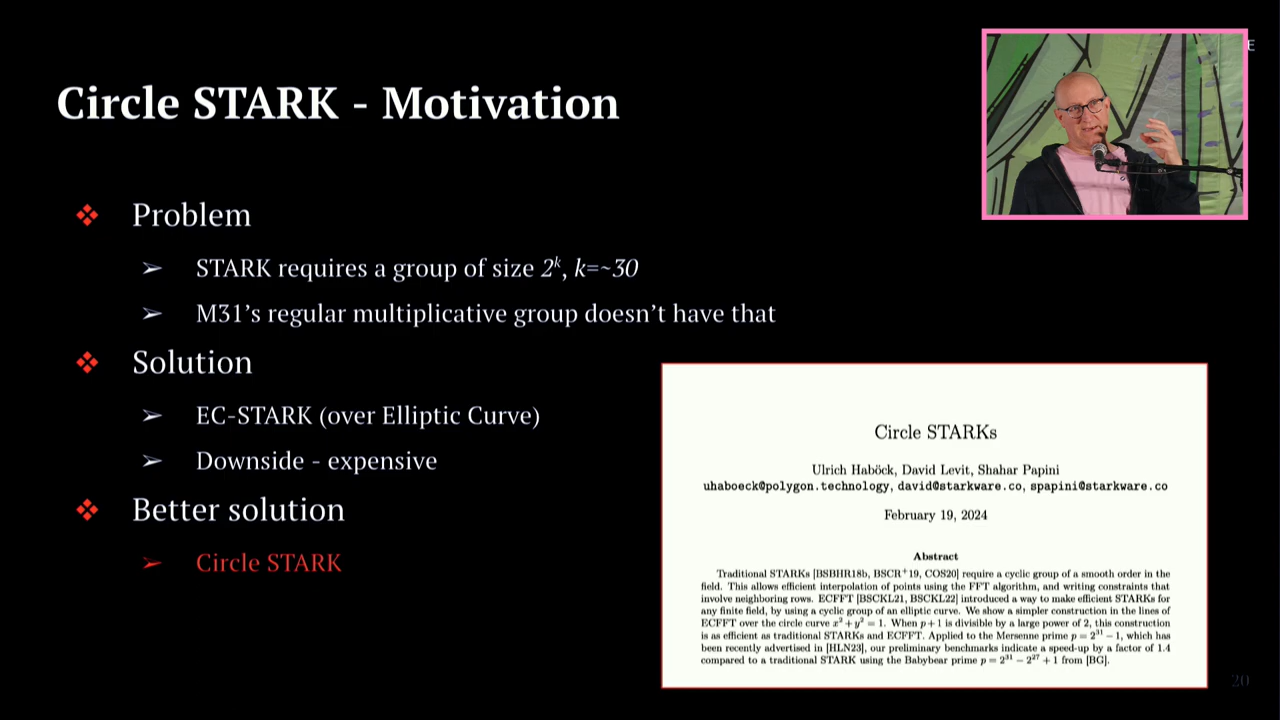 E
Circle STARK - Motivation
❖ Problem
➢ STARK requires a group of size 2ᵏ, k=~30
➢ M31’s regular multiplicative group doesn’t have that
❖ Solution
➢ EC-STARK (over Elliptic Curve)
➢ Downside - expensive
❖ Better solution
➢ Circle STARK
Circle STARKs
Ulrich Haböck, David Levit, Shahar Papini
uhaboeck@polygon.technology, david@starkware.co, spapini@starkware.co
February 19, 2024
Abstract
Traditional STARKs [BSBHR18b, BSCR⁺19, COS20] require a cyclic group of a smooth order in the
field. This allows efficient interpolation of points using the FFT algorithm, and writing constraints that
involve neighboring rows. ECFFT [BSCKL21, BSCKL22] introduced a way to make efficient STARKs for
any finite field, by using a cyclic group of an elliptic curve. We show a simpler construction in the lines of
ECFFT over the circle curve x² + y² = 1. When p + 1 is divisible by a large power of 2, this construction
is as efficient as traditional STARKs and ECFFT. Applied to the Mersenne prime p = 2³¹ − 1, which has
been recently advertised in [HLN23], our preliminary benchmarks indicate a speed-up by a factor of 1.4
compared to a traditional STARK using the Babybear prime p = 2³¹ − 2²⁷ + 1 from [BG].
20